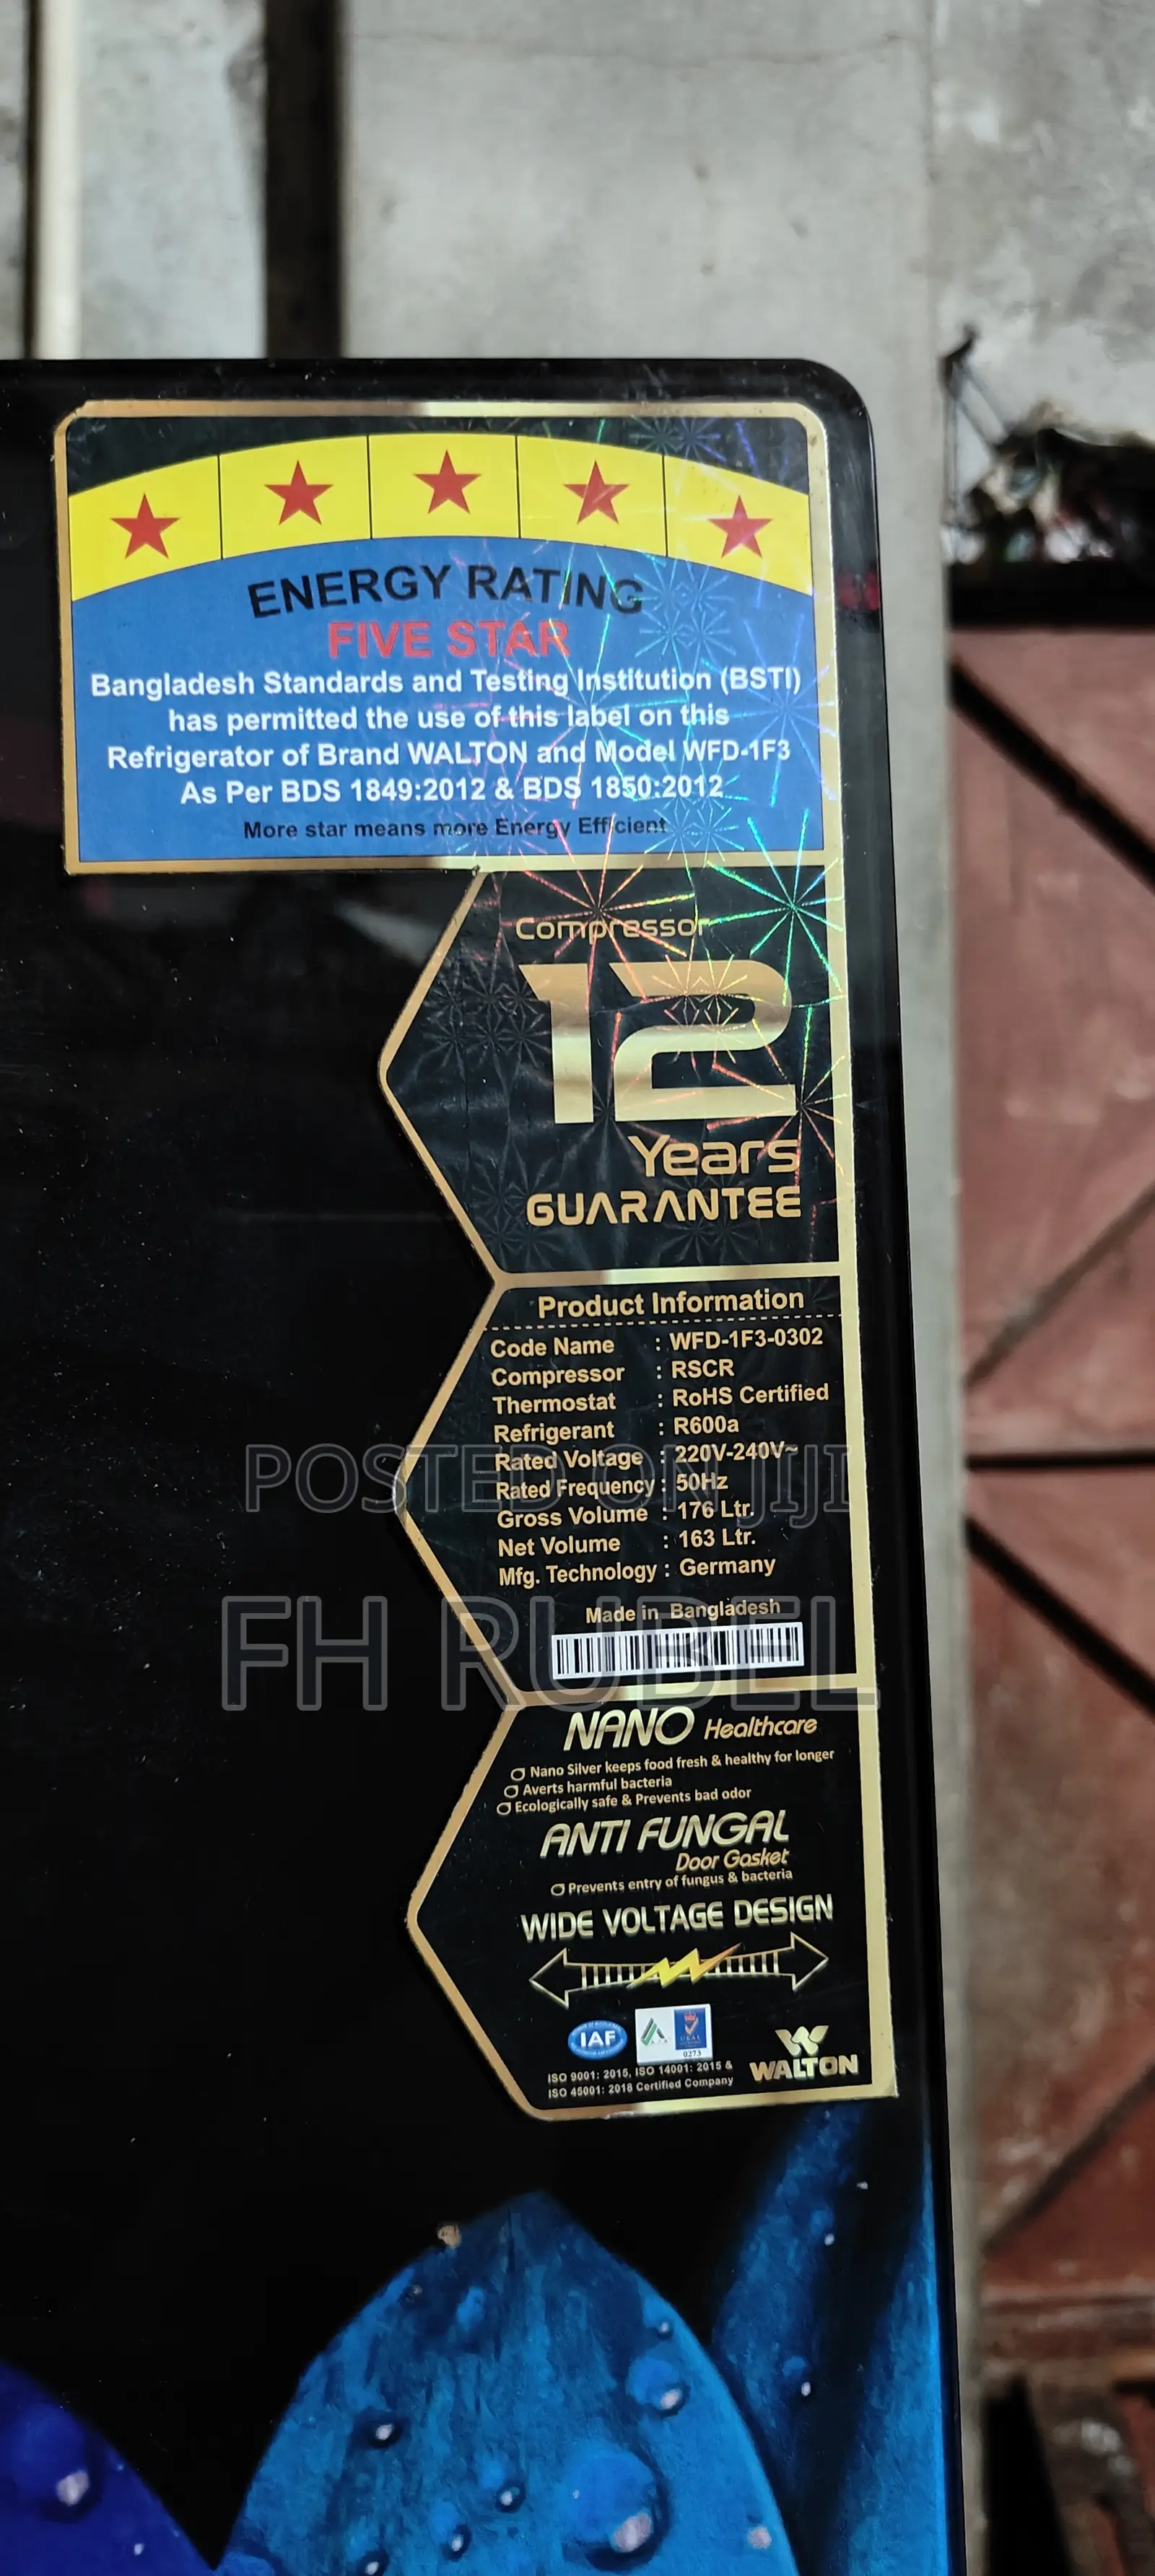 ENERGY RATING
FIVE STAR
Bangladesh Standards and Testing Institution (BSTI)
has permitted the use of this label on this
Refrigerator of Brand WALTON and Model WFD-1F3
As Per BDS 1849:2012 & BDS 1850:2012
More star means more Energy Efficient
Compressor
12
Years
GUARANTEE
Product Information
Code Name : WFD-1F3-0302
Compressor : RSCR
Thermostat : RoHS Certified
Refrigerant : R600a
Rated Voltage : 220V-240V~
Rated Frequency : 50Hz
POSTED ON JIJI
Gross Volume : 176 Ltr.
Net Volume : 163 Ltr.
Mfg. Technology : Germany
Made in Bangladesh
FH RUBEL
NANO Healthcare
Nano Silver keeps food fresh & healthy for longer
Averts harmful bacteria
Ecologically safe & Prevents bad odor
ANTI FUNGAL
Door Gasket
Prevents entry of fungus & bacteria
WIDE VOLTAGE DESIGN
IAF
UKAS
0273
WALTON
ISO 9001: 2015, ISO 14001: 2015 &
ISO 45001: 2018 Certified Company